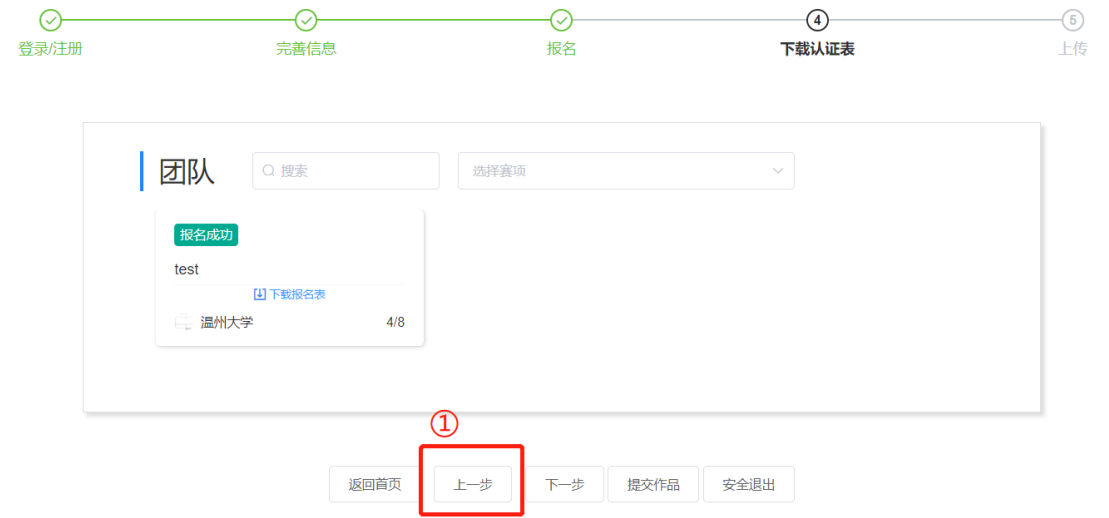 4
5
登录/注册
完善信息
报名
下载认证表
上传
团队
搜索
选择赛项
报名成功
test
下载报名表
温州大学
4/8
①
返回首页
上一步
下一步
提交作品
安全退出